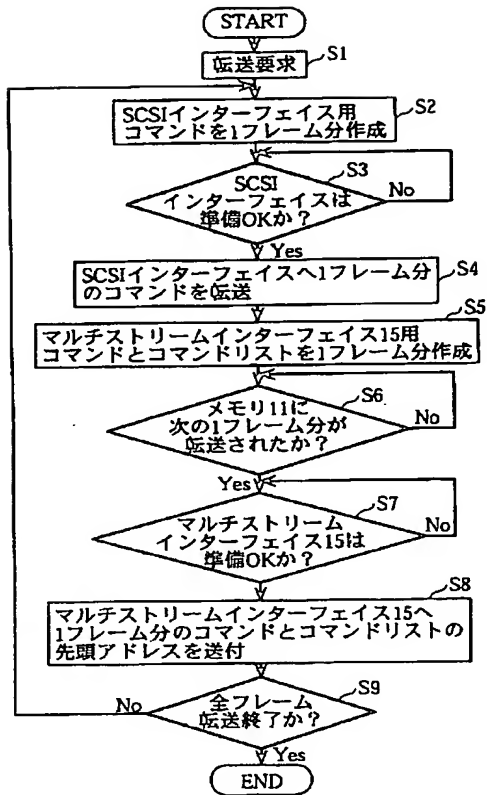 START
転送要求
S1
SCSIインターフェイス用
コマンドを1フレーム分作成
S2
SCSI
インターフェイスは
準備OKか?
S3
No
Yes
SCSIインターフェイスへ1フレーム分
のコマンドを転送
S4
マルチストリームインターフェイス15用
コマンドとコマンドリストを1フレーム分作成
S5
メモリ11に
次の1フレーム分が
転送されたか?
S6
No
Yes
マルチストリーム
インターフェイス15は
準備OKか?
S7
No
マルチストリームインターフェイス15へ
1フレーム分のコマンドとコマンドリストの
先頭アドレスを送付
S8
全フレーム
転送終了か?
S9
No
Yes
END